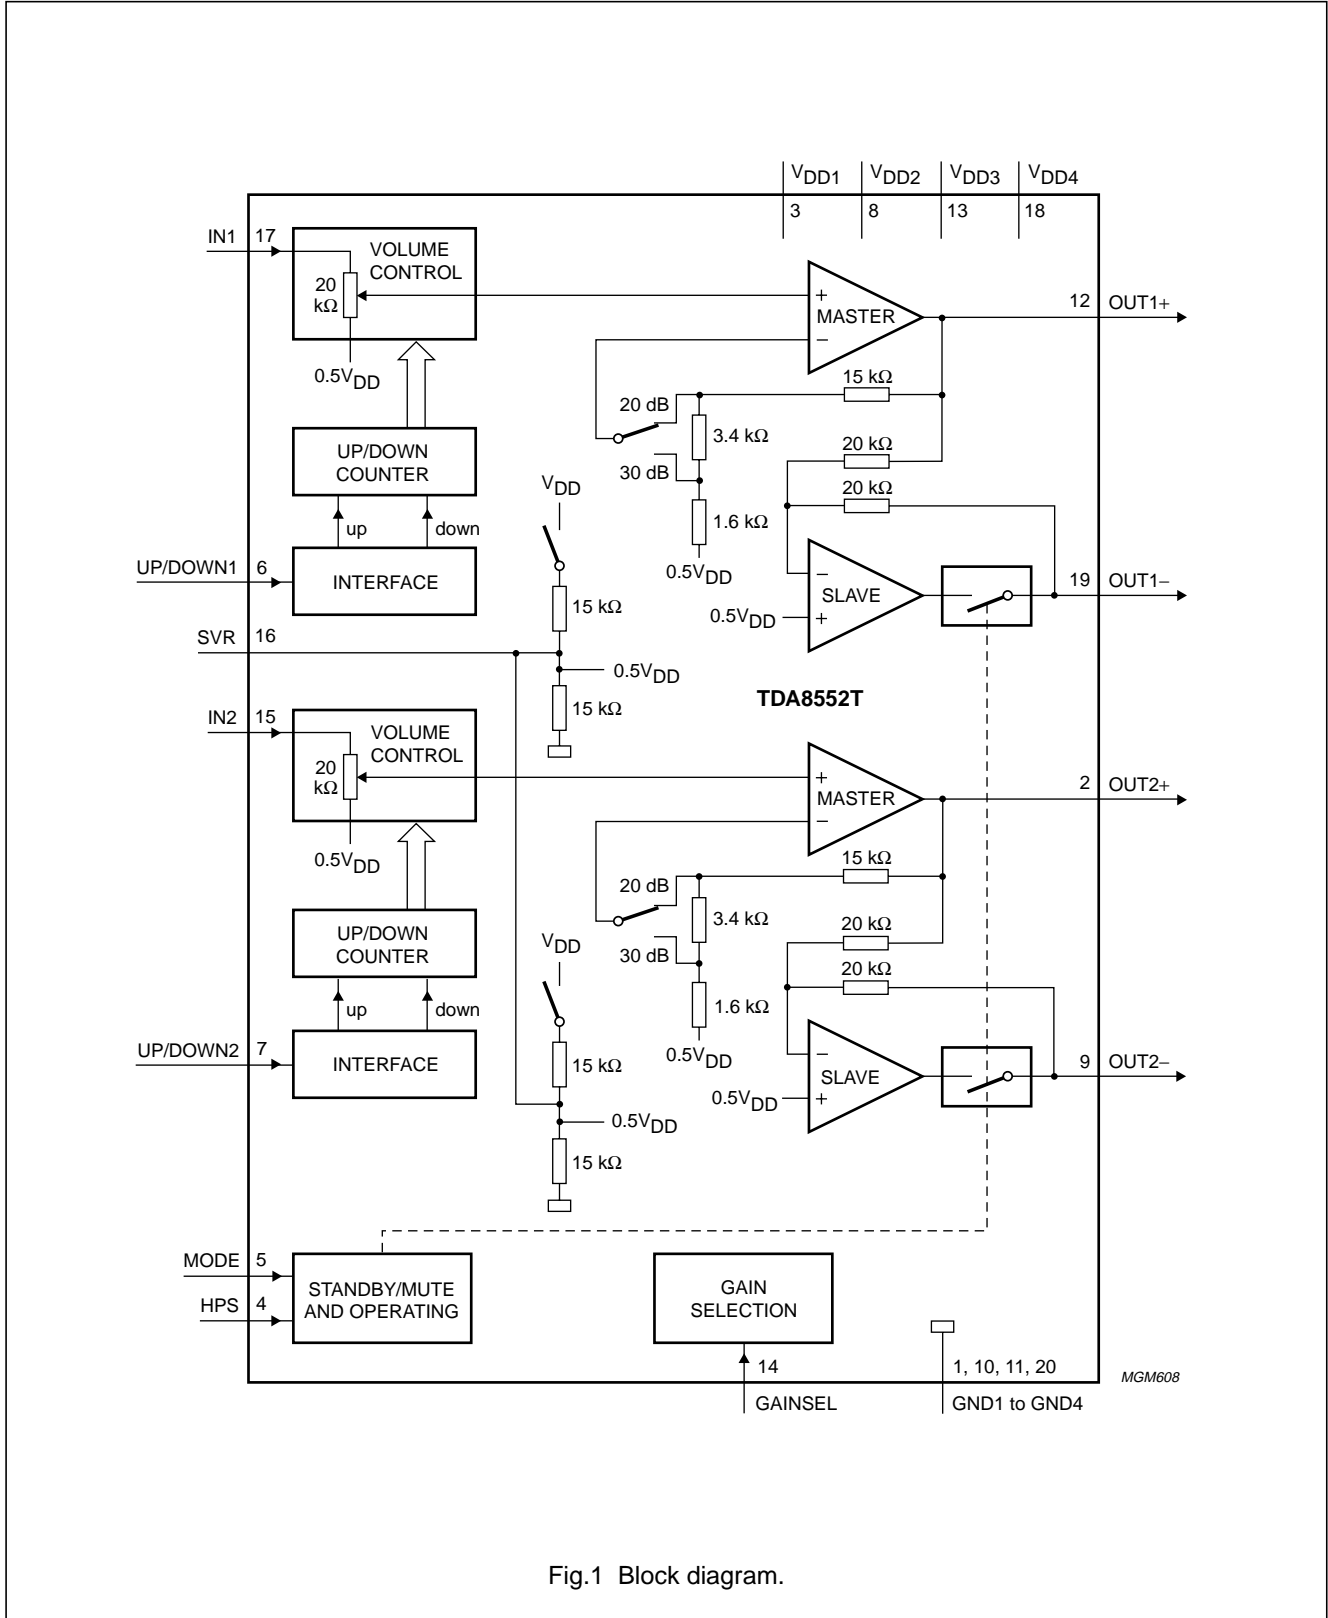 VDD1 VDD2 VDD3 VDD4
3 8 13 18
IN1 17
VOLUME
CONTROL
20
kΩ
0.5VDD
UP/DOWN
COUNTER
up down
UP/DOWN1 6
INTERFACE
+
MASTER
−
12 OUT1+
15 kΩ
20 dB
3.4 kΩ
30 dB
20 kΩ
20 kΩ
1.6 kΩ
0.5VDD
VDD
15 kΩ
−
SLAVE
0.5VDD +
19 OUT1−
SVR 16
0.5VDD
15 kΩ
TDA8552T
IN2 15
VOLUME
CONTROL
20
kΩ
0.5VDD
UP/DOWN
COUNTER
up down
UP/DOWN2 7
INTERFACE
+
MASTER
−
2 OUT2+
15 kΩ
20 dB
3.4 kΩ
30 dB
20 kΩ
20 kΩ
1.6 kΩ
0.5VDD
VDD
15 kΩ
−
SLAVE
0.5VDD +
9 OUT2−
0.5VDD
15 kΩ
MODE 5
HPS 4
STANDBY/MUTE
AND OPERATING
GAIN
SELECTION
14
GAINSEL
1, 10, 11, 20
GND1 to GND4
MGM608
Fig.1 Block diagram.